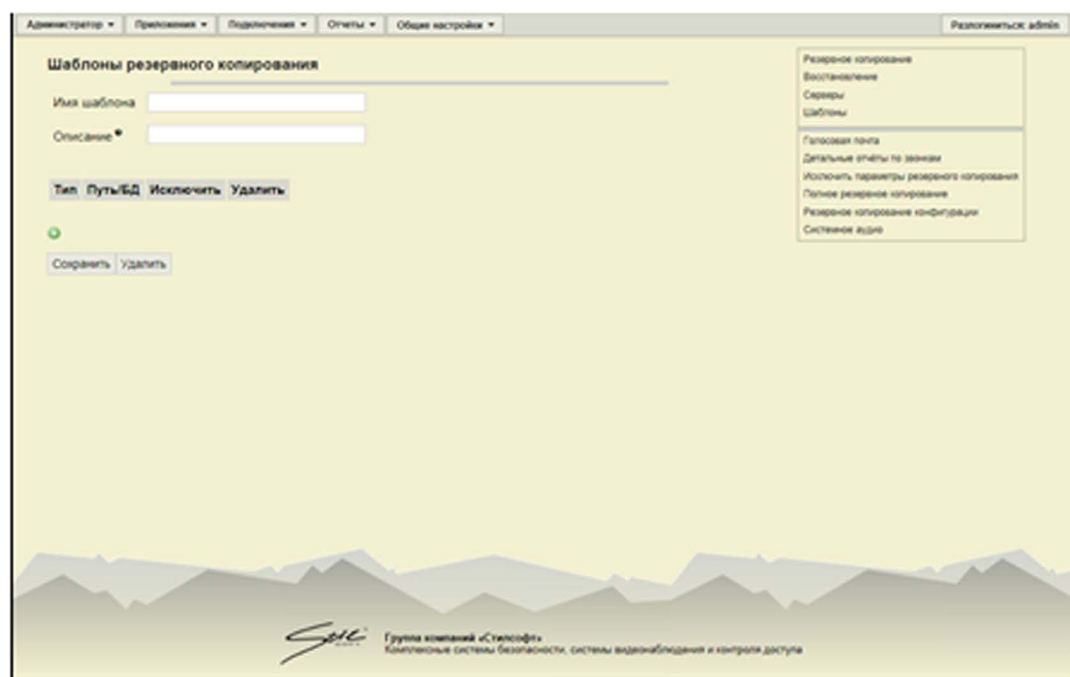 Администратор Приложения Подключения Отчеты Общие настройки Разлогиниться: admin
Шаблоны резервного копирования
Имя шаблона
Описание
Тип Путь/БД Исключить Удалить
Сохранить Удалить
Резервное копирование
Восстановление
Серверы
Шаблоны
Голосовая почта
Детальные отчёты по звонкам
Исключить параметры резервного копирования
Полное резервное копирование
Резервное копирование конфигурации
Системное аудио
Группа компаний «Стилсофт»
Комплексные системы безопасности, системы видеонаблюдения и контроля доступа